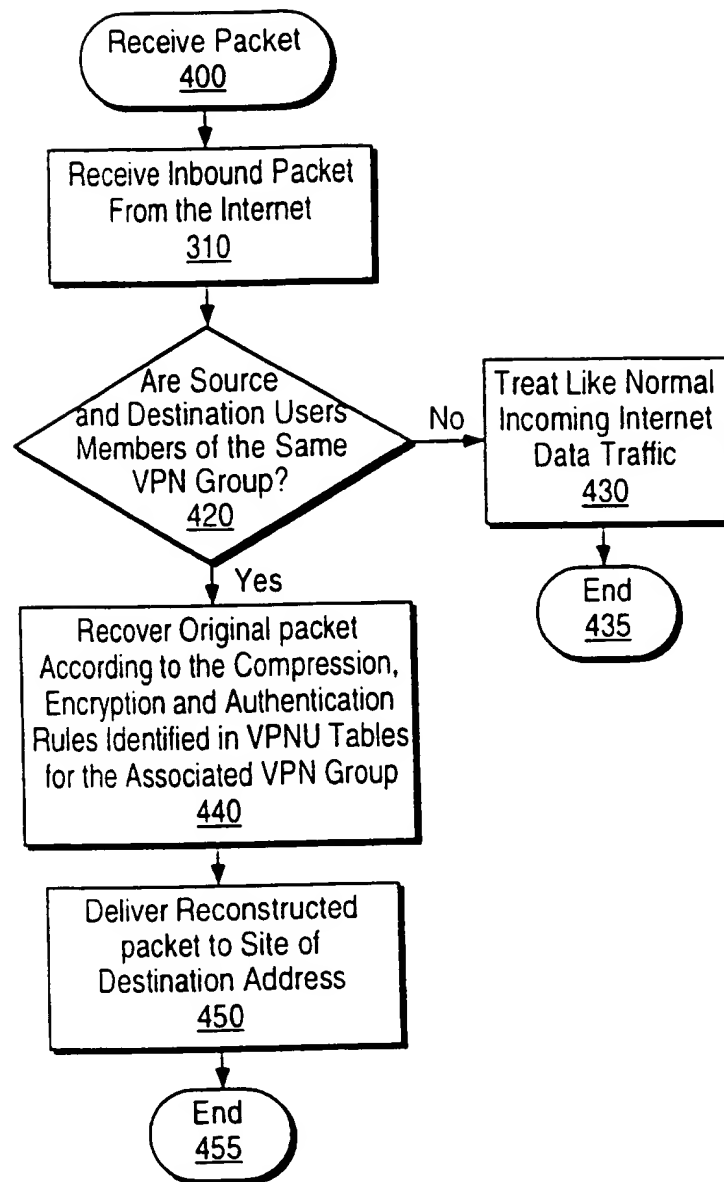 Receive Packet
400
Receive Inbound Packet
From the Internet
310
Are Source
and Destination Users
Members of the Same
VPN Group?
420
No
Treat Like Normal
Incoming Internet
Data Traffic
430
End
435
Yes
Recover Original packet
According to the Compression,
Encryption and Authentication
Rules Identified in VPNU Tables
for the Associated VPN Group
440
Deliver Reconstructed
packet to Site of
Destination Address
450
End
455